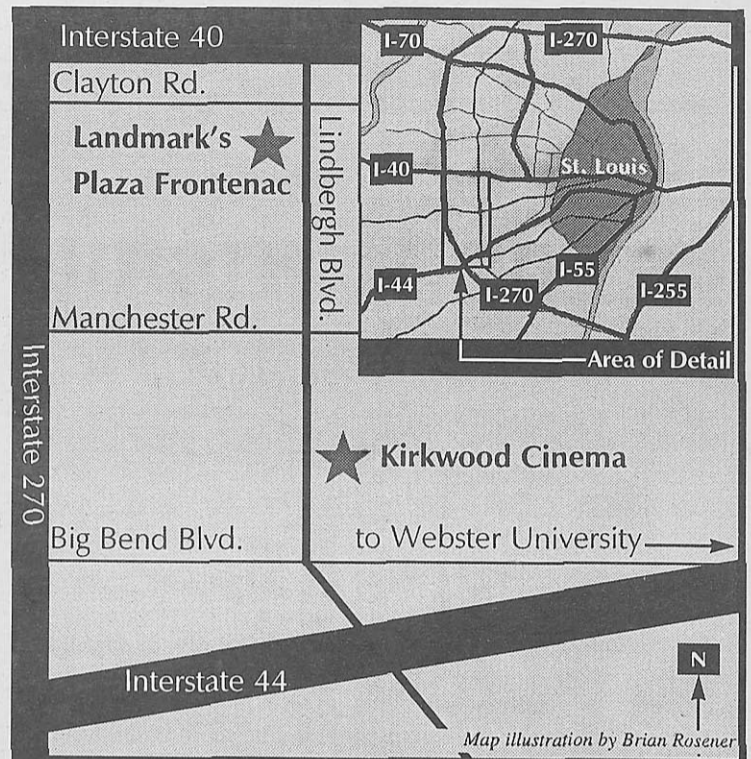 Interstate 40
Clayton Rd.
Landmark's
Plaza Frontenac
Lindbergh Blvd.
Manchester Rd.
Interstate 270
Kirkwood Cinema
Big Bend Blvd.
to Webster University
Interstate 44
N
Map illustration by Brian Rosener
I-70
I-270
I-40
St. Louis
I-44
I-270
I-55
I-255
Area of Detail